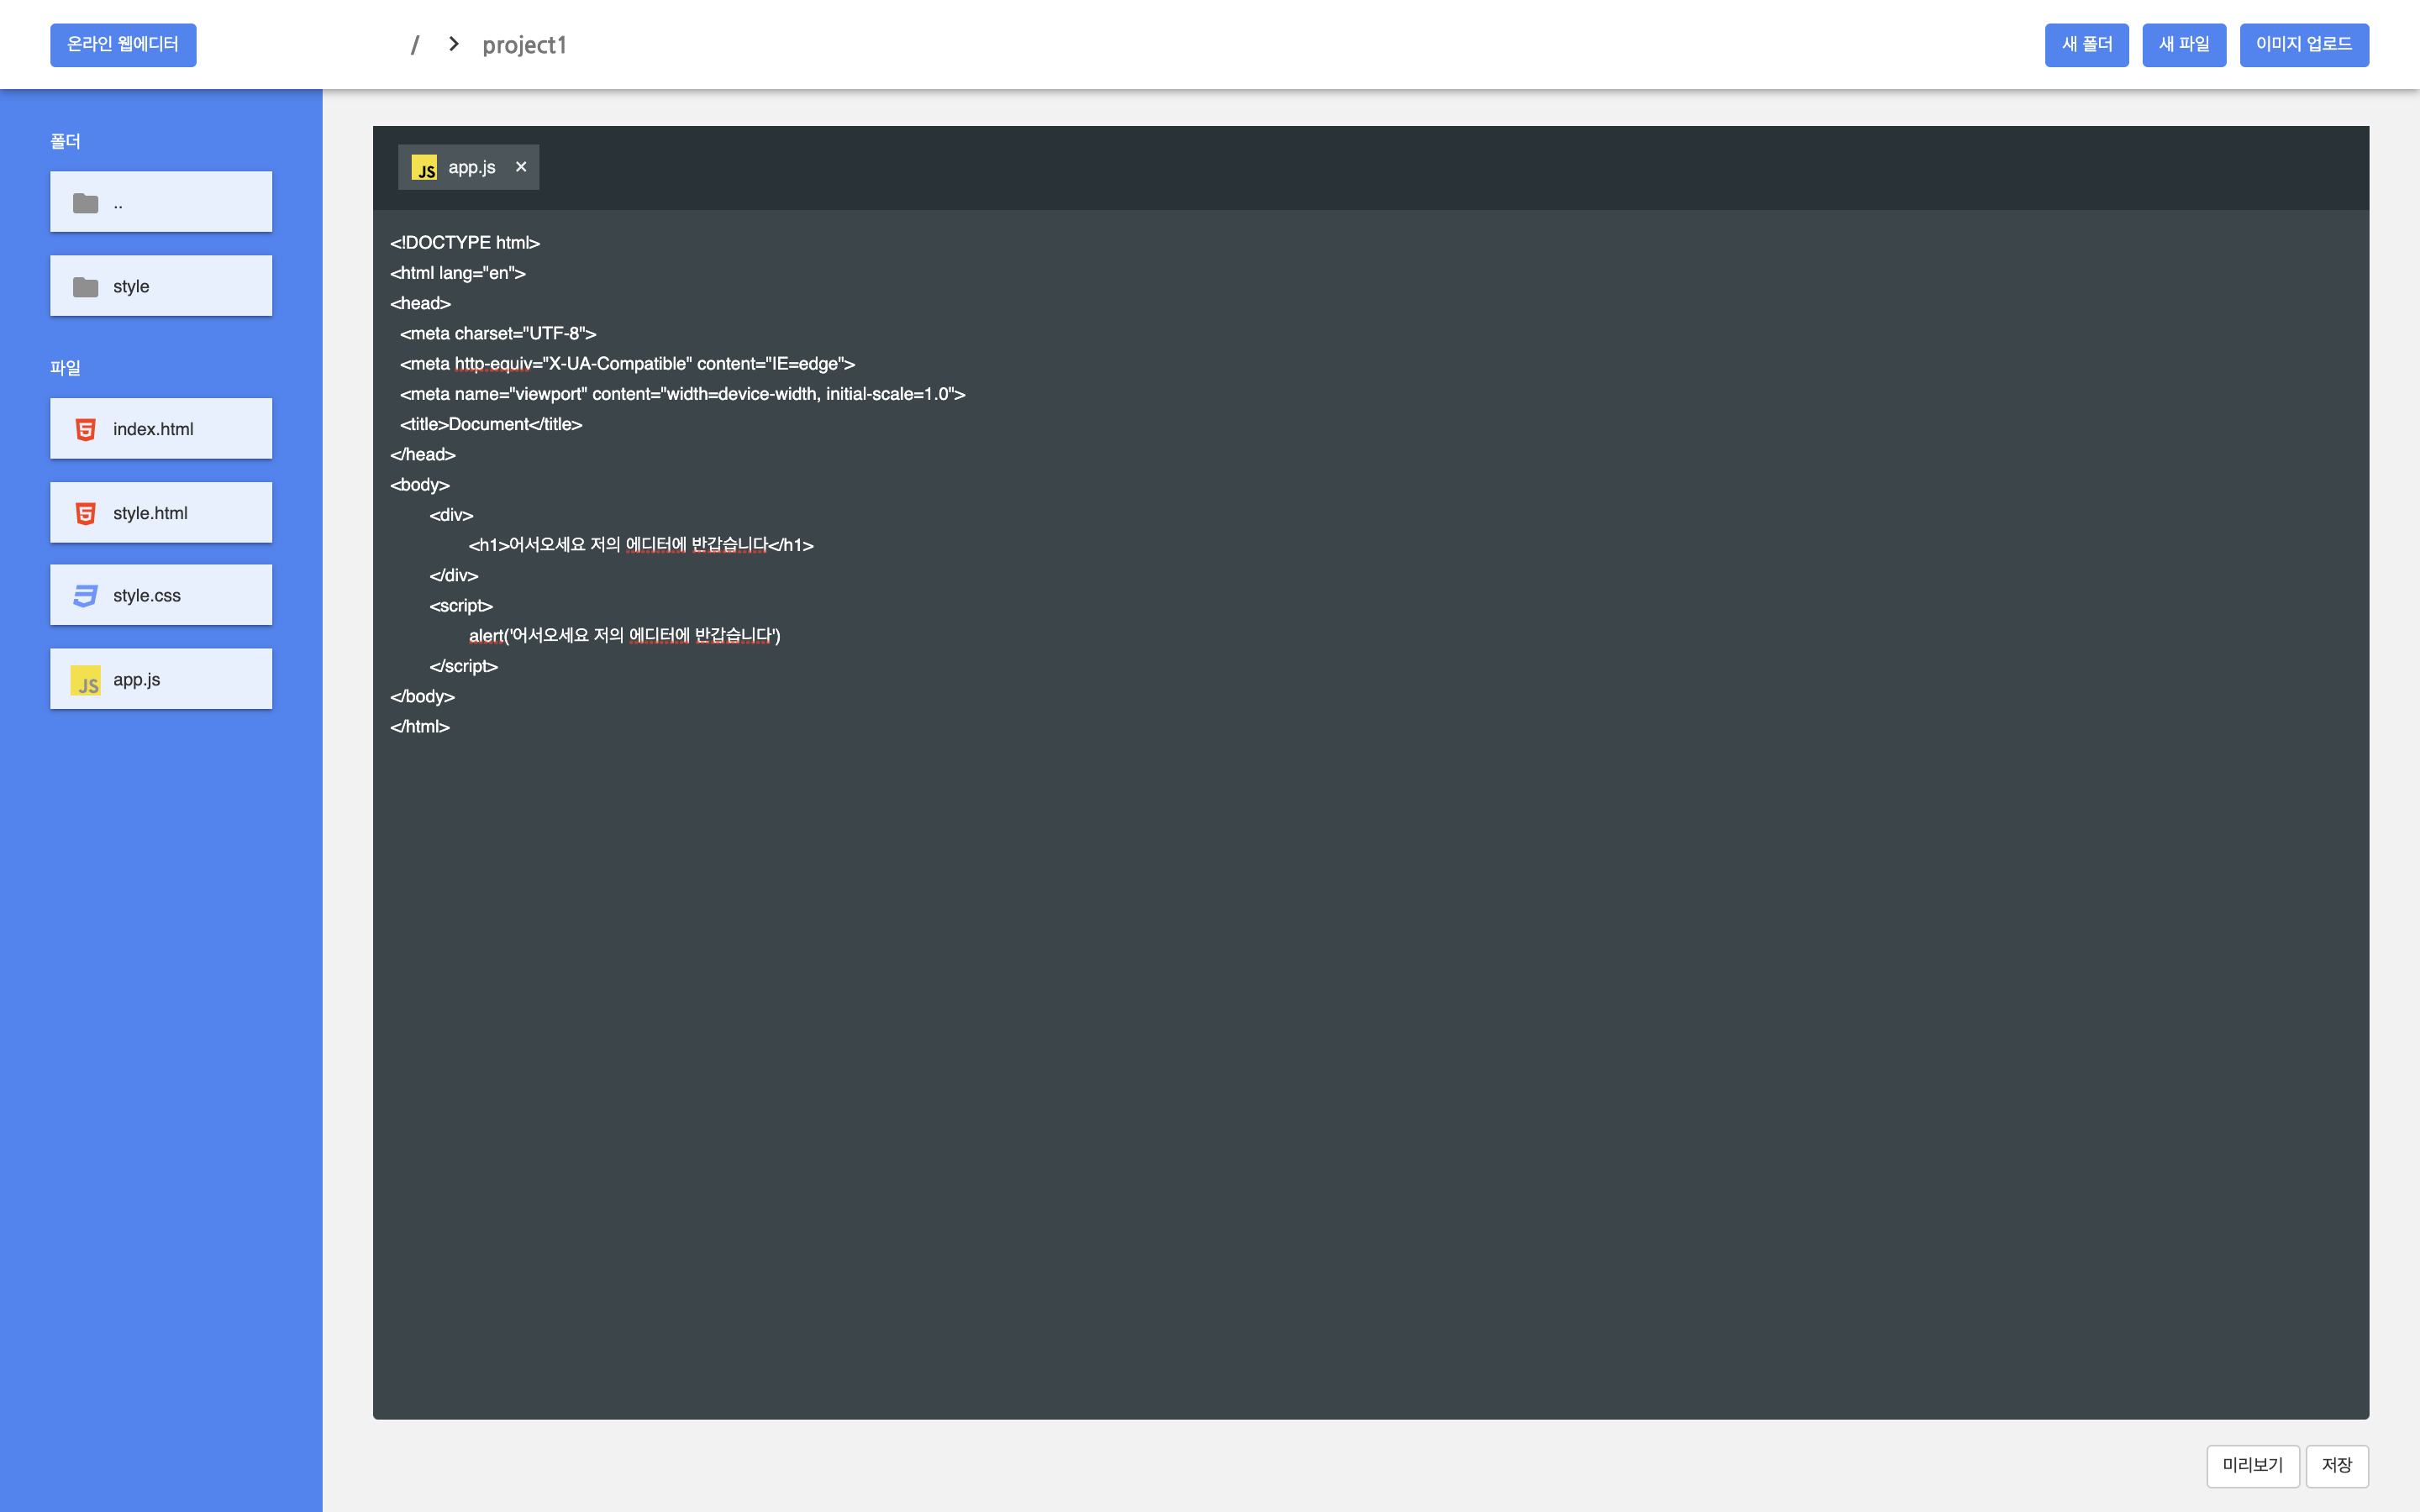 온라인 웹에디터
/ > project1
새 폴더
새 파일
이미지 업로드
폴더
..
style
파일
index.html
style.html
style.css
JS app.js
JS app.js ×
<!DOCTYPE html>
<html lang="en">
<head>
<meta charset="UTF-8">
<meta http-equiv="X-UA-Compatible" content="IE=edge">
<meta name="viewport" content="width=device-width, initial-scale=1.0">
<title>Document</title>
</head>
<body>
<div>
<h1>어서오세요 저의 에디터에 반갑습니다</h1>
</div>
<script>
alert('어서오세요 저의 에디터에 반갑습니다')
</script>
</body>
</html>
미리보기
저장